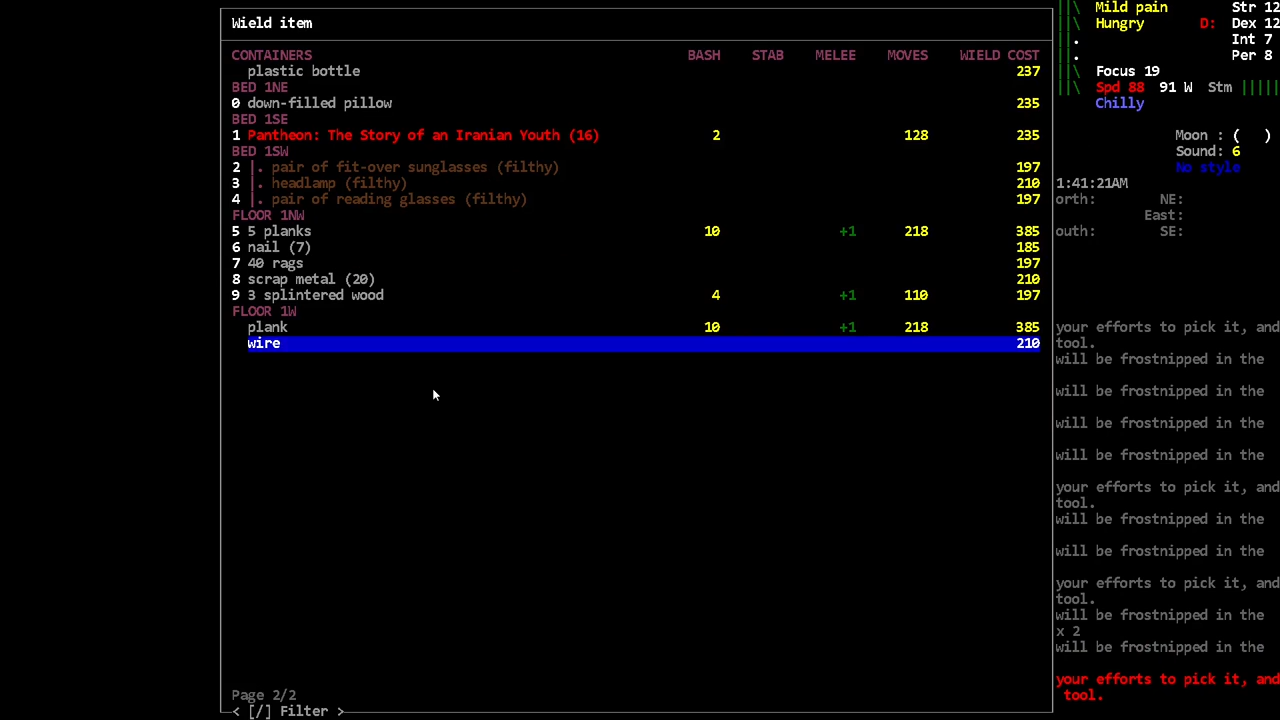 Wield item
CONTAINERS BASH STAB MELEE MOVES WIELD COST
plastic bottle 237
BED 1NE
0 down-filled pillow 235
BED 1SE
1 Pantheon: The Story of an Iranian Youth (16) 2 128 235
BED 1SW
2 |. pair of fit-over sunglasses (filthy) 197
3 |. headlamp (filthy) 210
4 |. pair of reading glasses (filthy) 197
FLOOR 1NW
5 5 planks 10 +1 218 385
6 nail (7) 185
7 40 rags 197
8 scrap metal (20) 210
9 3 splintered wood 4 +1 110 197
FLOOR 1W
plank 10 +1 218 385
wire 210
Page 2/2
< [/] Filter >
||\ Mild pain Str 12
||\ Hungry D: Dex 12
|. Int 7
|. Per 8
||\ Focus 19
||\ Spd 88 91 W Stm |||||
Chilly
Moon : ( )
Sound: 6
No style
1:41:21AM
orth: NE:
East:
outh: SE:
your efforts to pick it, and
tool.
will be frostnipped in the
will be frostnipped in the
will be frostnipped in the
will be frostnipped in the
your efforts to pick it, and
tool.
will be frostnipped in the
will be frostnipped in the
your efforts to pick it, and
tool.
will be frostnipped in the
x 2
will be frostnipped in the
your efforts to pick it, and
tool.